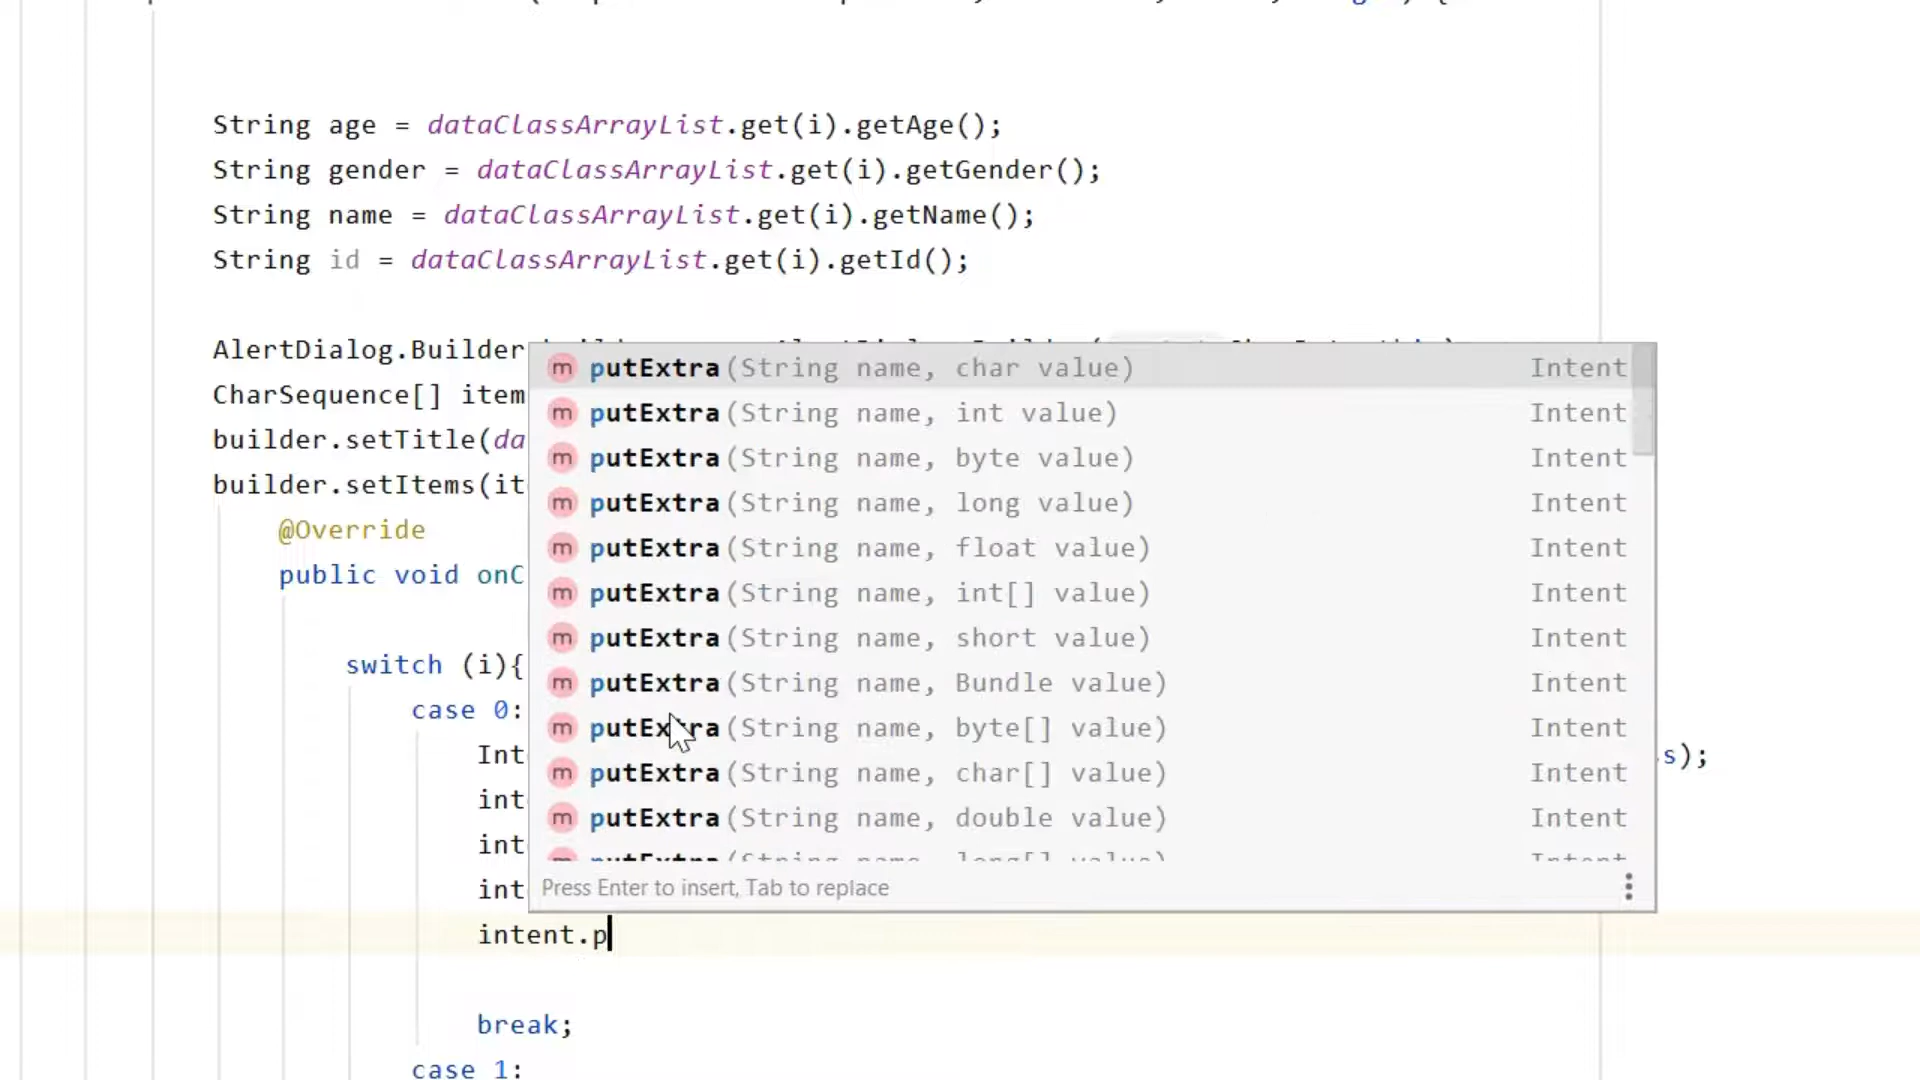 String age = dataClassArrayList.get(i).getAge();
String gender = dataClassArrayList.get(i).getGender();
String name = dataClassArrayList.get(i).getName();
String id = dataClassArrayList.get(i).getId();
AlertDialog.Builder
CharSequence[] item
builder.setTitle(da
builder.setItems(it
@Override
public void onC
switch (i){
case 0:
Int s);
int
int
int
intent.p
break;
case 1:
m putExtra(String name, char value) Intent
m putExtra(String name, int value) Intent
m putExtra(String name, byte value) Intent
m putExtra(String name, long value) Intent
m putExtra(String name, float value) Intent
m putExtra(String name, int[] value) Intent
m putExtra(String name, short value) Intent
m putExtra(String name, Bundle value) Intent
m putExtra(String name, byte[] value) Intent
m putExtra(String name, char[] value) Intent
m putExtra(String name, double value) Intent
Press Enter to insert, Tab to replace